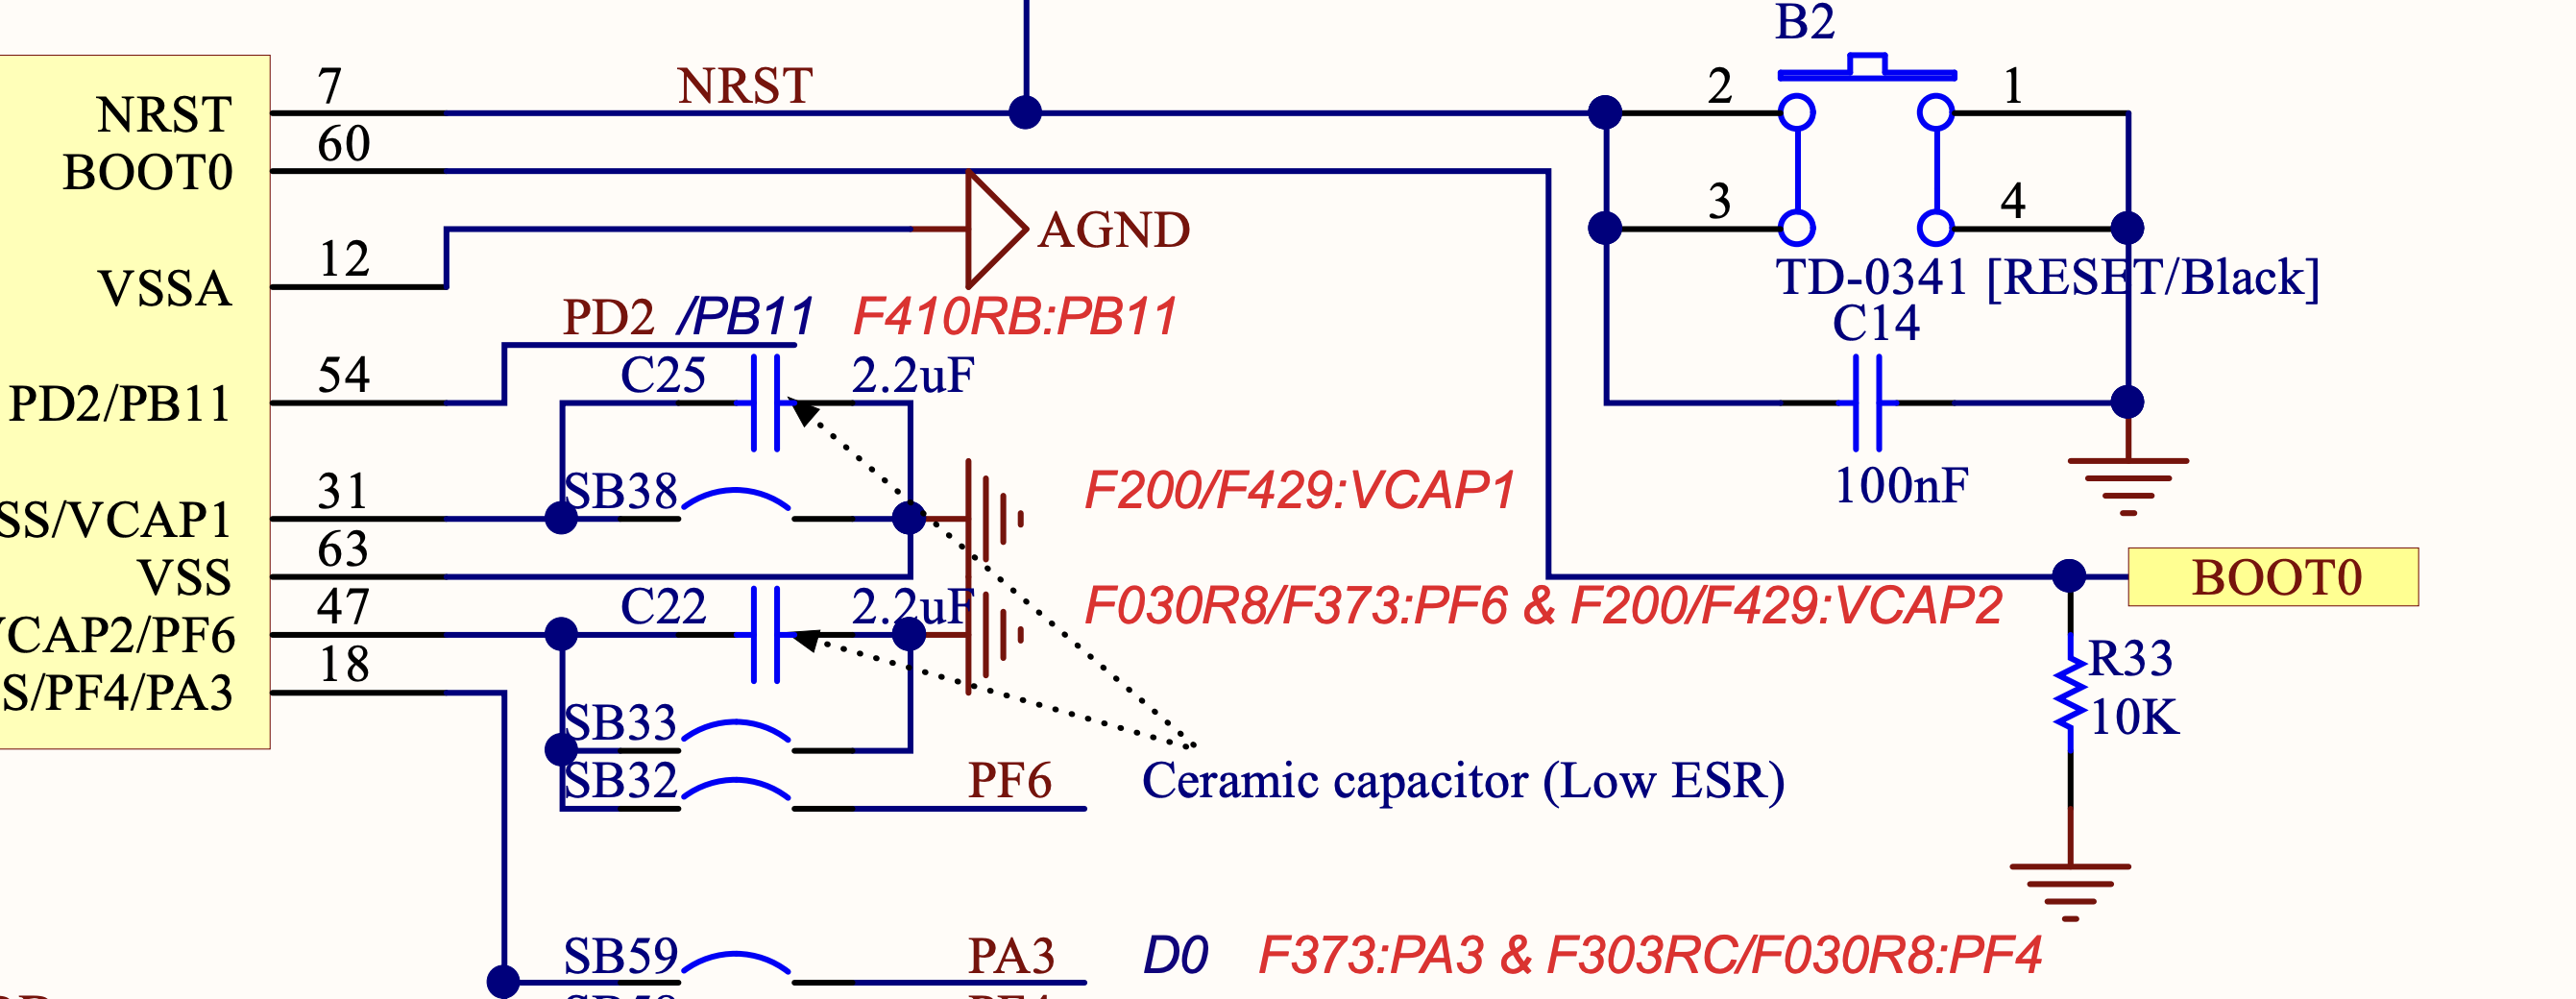 B2
7 NRST 2 1
NRST
60
BOOT0
3 4
AGND
12
VSSA
TD-0341 [RESET/Black]
PD2 /PB11 F410RB:PB11
C14
54 C25 2.2uF
PD2/PB11
31 SB38 F200/F429:VCAP1 100nF
SS/VCAP1
63
VSS BOOT0
47 C22 2.2uF F030R8/F373:PF6 & F200/F429:VCAP2
VCAP2/PF6
18 R33
S/PF4/PA3
10K
SB33
SB32 PF6 Ceramic capacitor (Low ESR)
SB59 PA3 D0 F373:PA3 & F303RC/F030R8:PF4